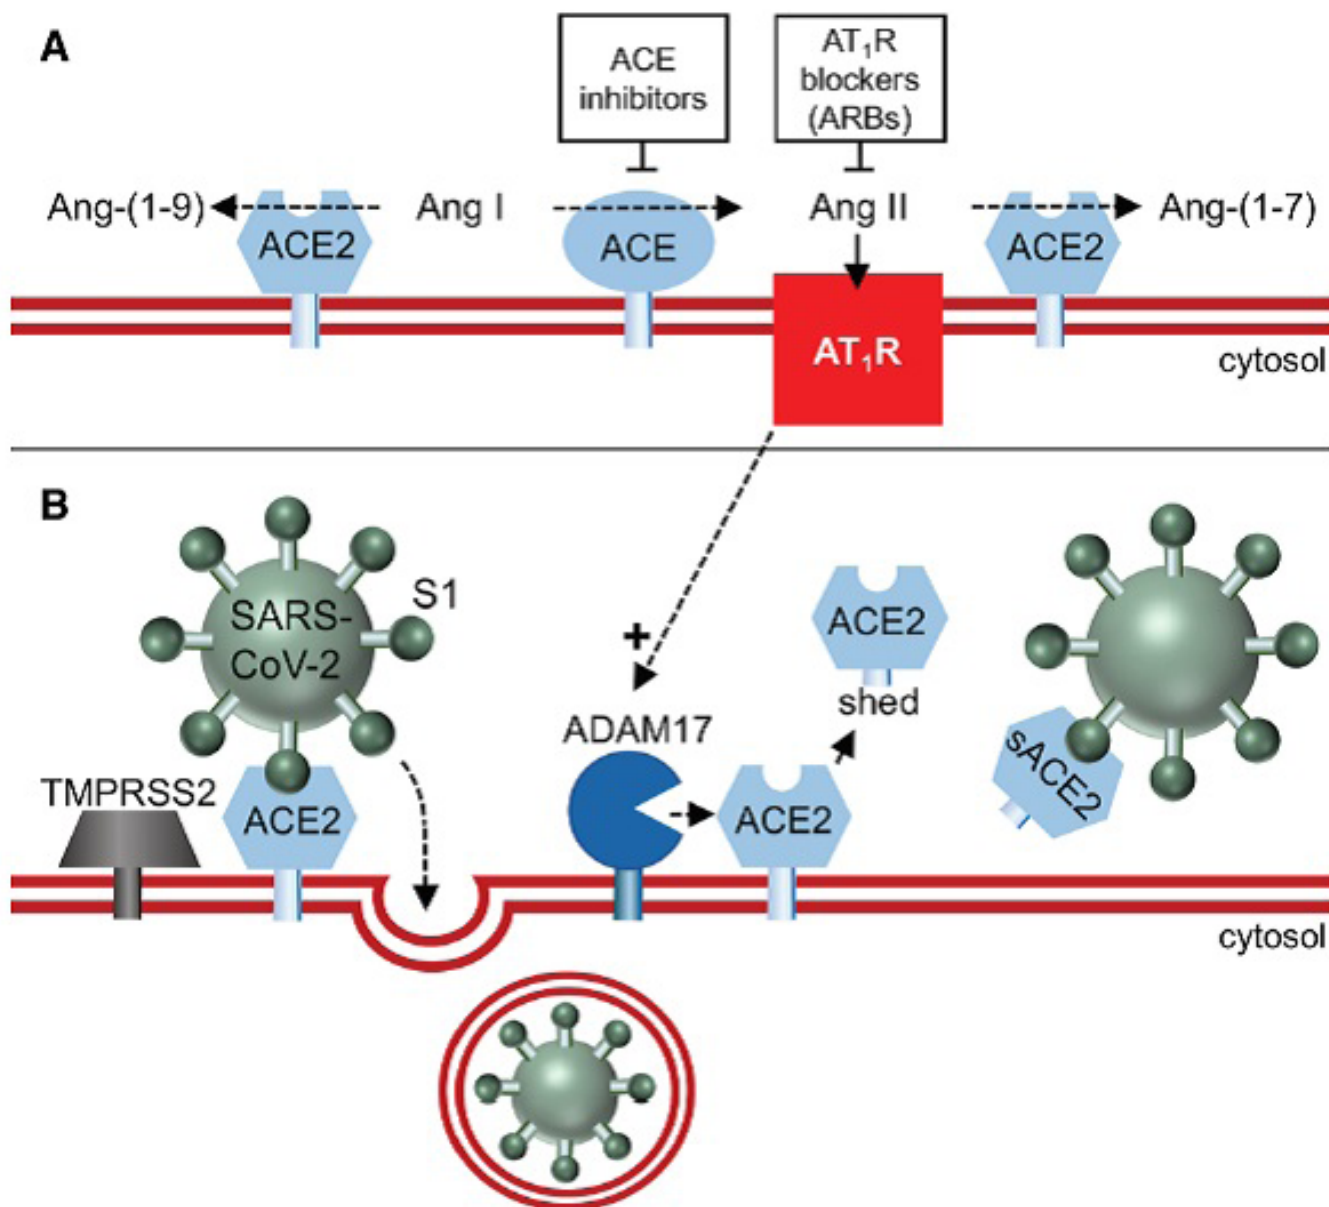 A
ACE
inhibitors
AT₁R
blockers
(ARBs)
Ang-(1-9)
ACE2
Ang I
ACE
Ang II
ACE2
Ang-(1-7)
AT₁R
cytosol
B
SARS-
CoV-2
S1
TMPRSS2
ACE2
+
ADAM17
ACE2
ACE2
shed
sACE2
cytosol